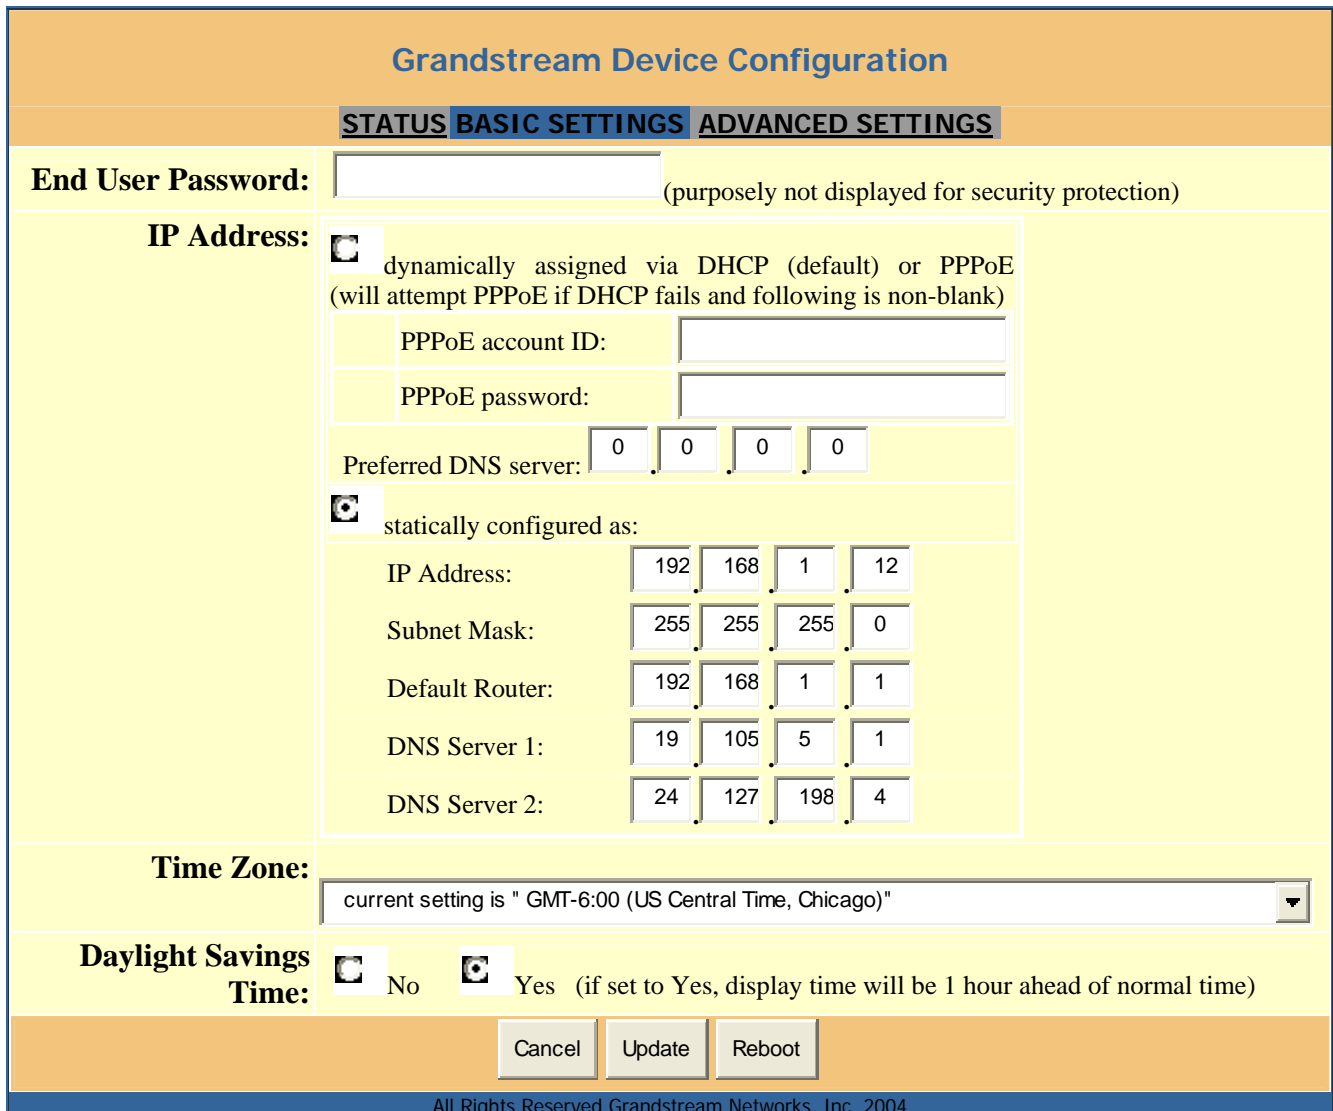 Grandstream Device Configuration
STATUS BASIC SETTINGS ADVANCED SETTINGS
End User Password: (purposely not displayed for security protection)
IP Address:
dynamically assigned via DHCP (default) or PPPoE
(will attempt PPPoE if DHCP fails and following is non-blank)
PPPoE account ID:
PPPoE password:
Preferred DNS server: 0 . 0 . 0 . 0
statically configured as:
IP Address: 192 . 168 . 1 . 12
Subnet Mask: 255 . 255 . 255 . 0
Default Router: 192 . 168 . 1 . 1
DNS Server 1: 19 . 105 . 5 . 1
DNS Server 2: 24 . 127 . 198 . 4
Time Zone:
current setting is " GMT-6:00 (US Central Time, Chicago)"
Daylight Savings
Time: No Yes (if set to Yes, display time will be 1 hour ahead of normal time)
Cancel Update Reboot
All Rights Reserved Grandstream Networks, Inc. 2004